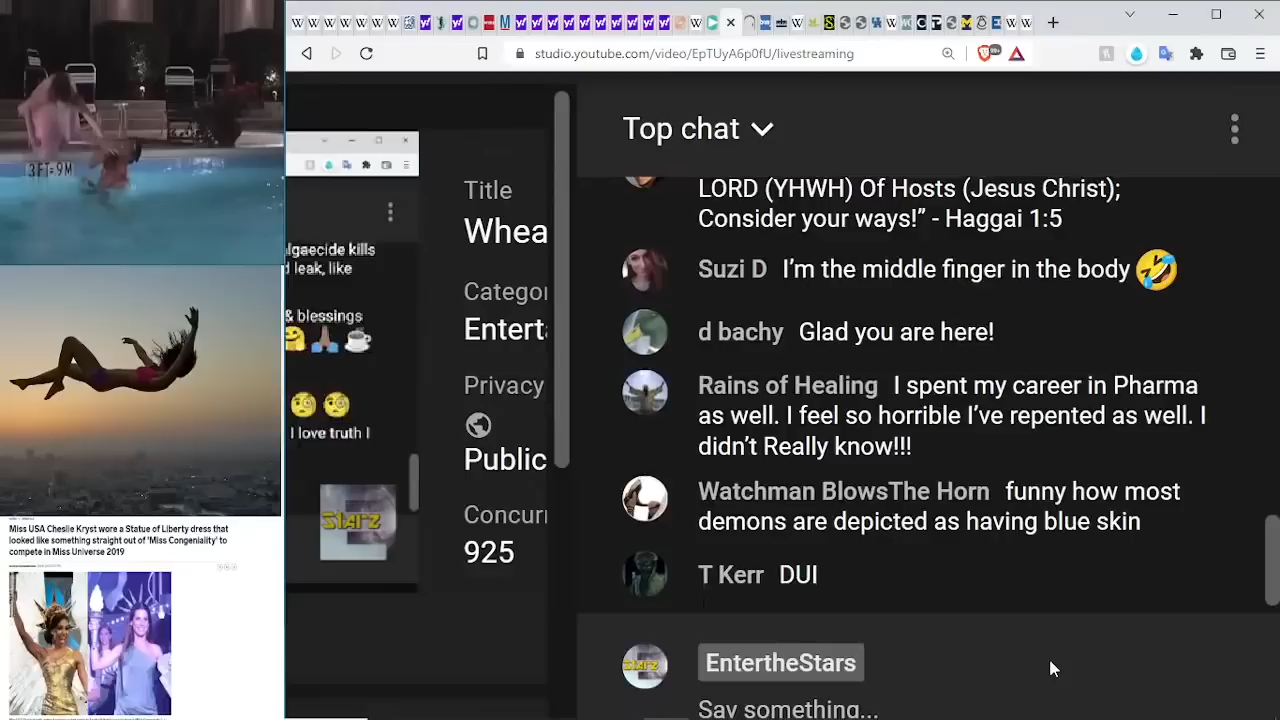 3FT=9M
Miss USA Cheslie Kryst wore a Statue of Liberty dress that
looked like something straight out of 'Miss Congeniality' to
compete in Miss Universe 2019
studio.youtube.com/video/EpTUyA6p0fU/livestreaming
99+
lgaecide kills
d leak, like
& blessings
I love truth I
Starz
Title
Whea
Categor
Enterta
Privacy
Public
Concurr
925
Top chat
LORD (YHWH) Of Hosts (Jesus Christ);
Consider your ways!” - Haggai 1:5
Suzi D I’m the middle finger in the body 🤣
d bachy Glad you are here!
Rains of Healing I spent my career in Pharma
as well. I feel so horrible I’ve repented as well. I
didn’t Really know!!!
Watchman BlowsThe Horn funny how most
demons are depicted as having blue skin
T Kerr DUI
EntertheStars
Say something...